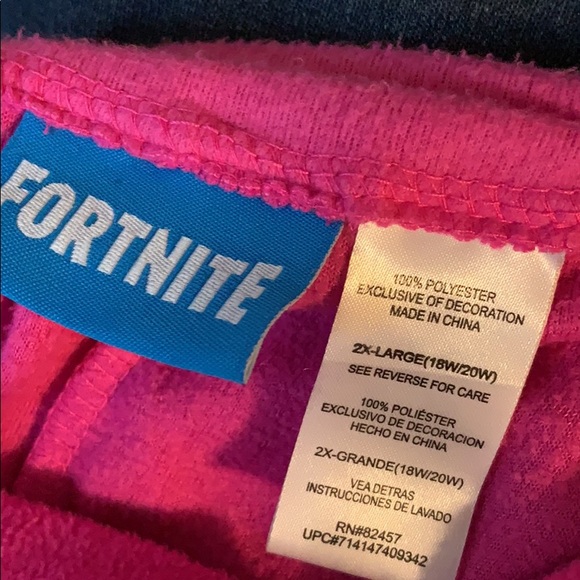 FORTNITE
100% POLYESTER
EXCLUSIVE OF DECORATION
MADE IN CHINA
2X-LARGE(18W/20W)
SEE REVERSE FOR CARE
100% POLIÉSTER
EXCLUSIVO DE DECORACION
HECHO EN CHINA
2X-GRANDE(18W/20W)
VEA DETRAS
INSTRUCCIONES DE LAVADO
RN#82457
UPC#714147409342